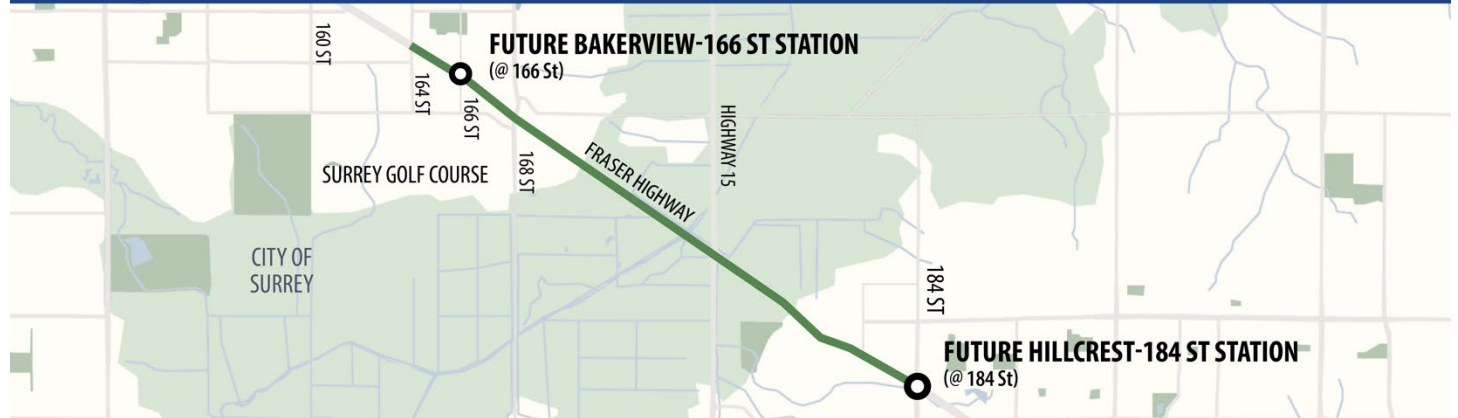 FUTURE BAKERVIEW-166 ST STATION
(@ 166 St)
160 ST
164 ST
166 ST
168 ST
HIGHWAY 15
SURREY GOLF COURSE
FRASER HIGHWAY
CITY OF
SURREY
184 ST
FUTURE HILLCREST-184 ST STATION
(@ 184 St)